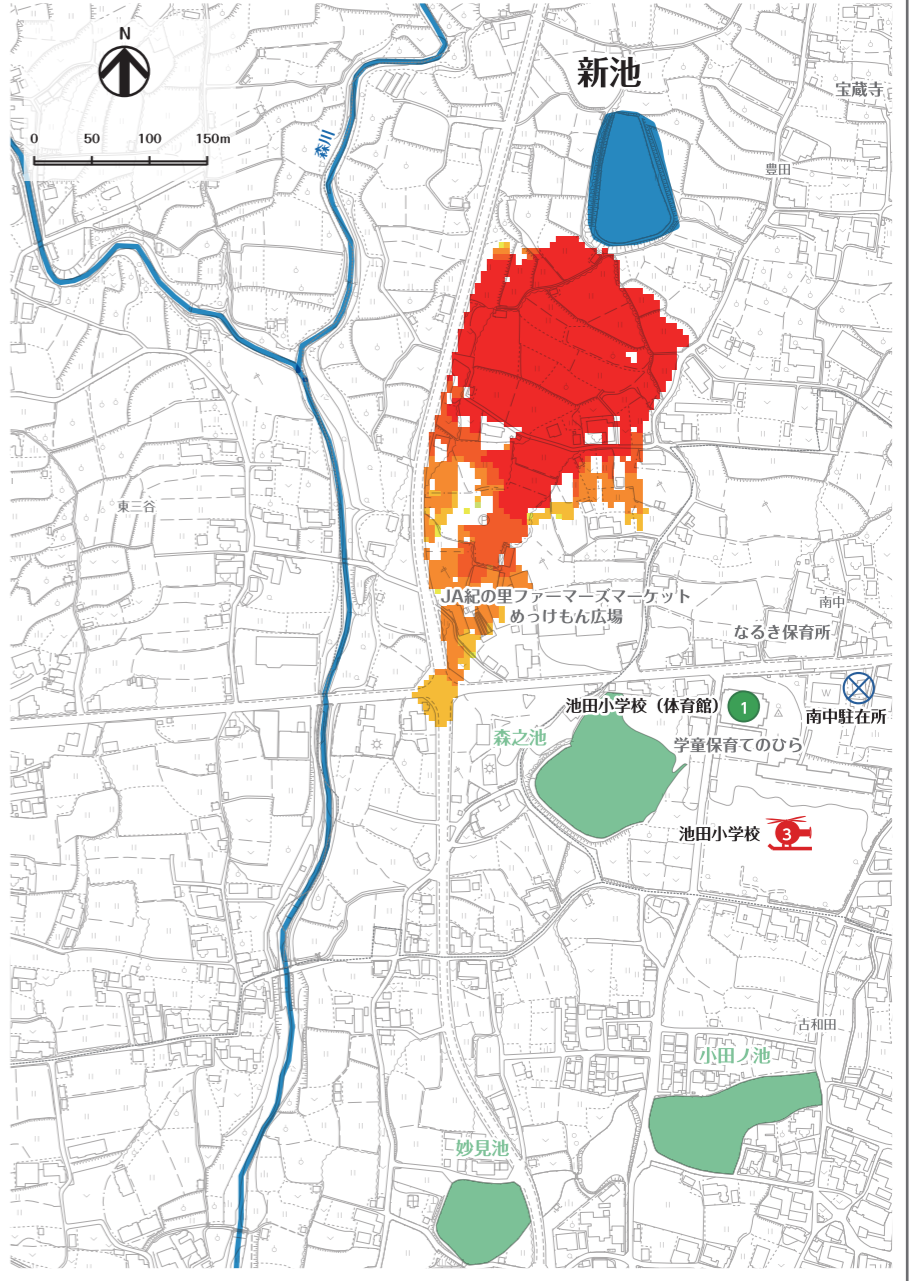 N
0 50 100 150m
新池
宝蔵寺
森川
豊田
東三谷
JA紀の里ファーマーズマーケット
めっけもん広場
南中
なるき保育所
池田小学校（体育館）
1
南中駐在所
森之池
学童保育てのひら
池田小学校
3
古和田
小田ノ池
妙見池